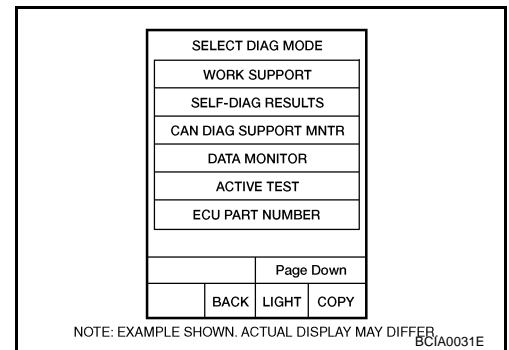 SELECT DIAG MODE
WORK SUPPORT
SELF-DIAG RESULTS
CAN DIAG SUPPORT MNTR
DATA MONITOR
ACTIVE TEST
ECU PART NUMBER
Page Down
BACK LIGHT COPY
NOTE: EXAMPLE SHOWN. ACTUAL DISPLAY MAY DIFFER.
BCIA0031E